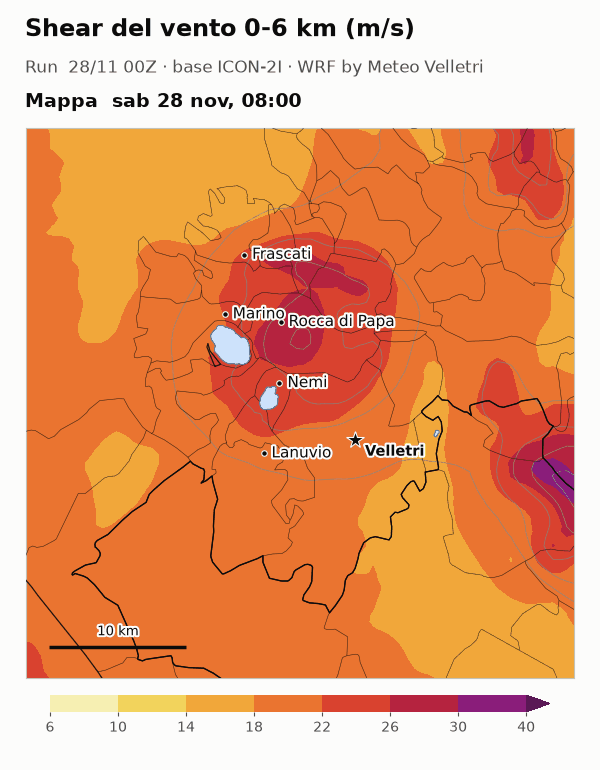 Shear del vento 0-6 km (m/s)
Run  28/11 00Z · base ICON-2I · WRF by Meteo Velletri
Mappa  sab 28 nov, 08:00
Frascati
Marino
Rocca di Papa
Nemi
Lanuvio
Velletri
10 km
6 10 14 18 22 26 30 40